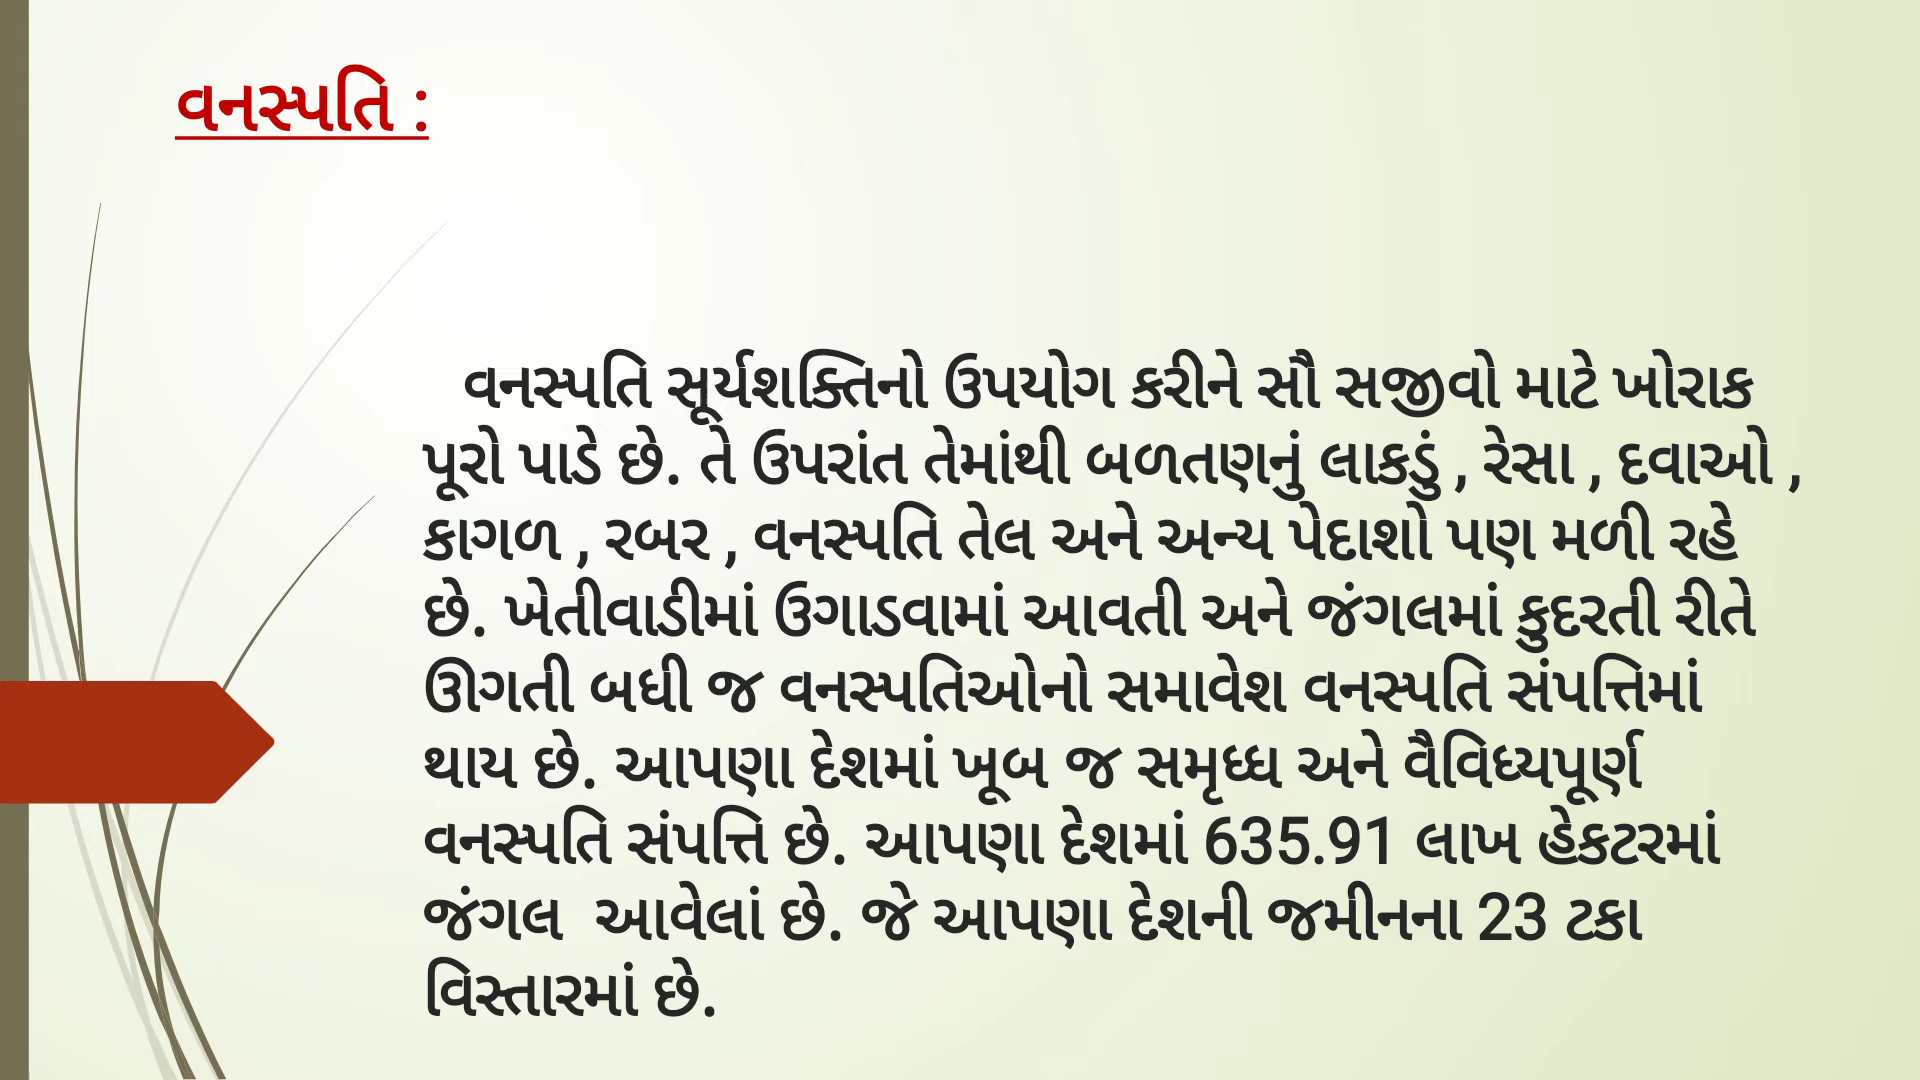 વનસ્પતિ :
વનસ્પતિ સૂર્યશક્તિનો ઉપયોગ કરીને સૌ સજીવો માટે ખોરાક
પૂરો પાડે છે. તે ઉપરાંત તેમાંથી બળતણનું લાકડું , રેસા , દવાઓ ,
કાગળ , રબર , વનસ્પતિ તેલ અને અન્ય પેદાશો પણ મળી રહે
છે. ખેતીવાડીમાં ઉગાડવામાં આવતી અને જંગલમાં કુદરતી રીતે
ઊગતી બધી જ વનસ્પતિઓનો સમાવેશ વનસ્પતિ સંપત્તિમાં
થાય છે. આપણા દેશમાં ખૂબ જ સમૃધ્ધ અને વૈવિધ્યપૂર્ણ
વનસ્પતિ સંપત્તિ છે. આપણા દેશમાં 635.91 લાખ હેકટરમાં
જંગલ  આવેલાં છે. જે આપણા દેશની જમીનના 23 ટકા
વિસ્તારમાં છે.